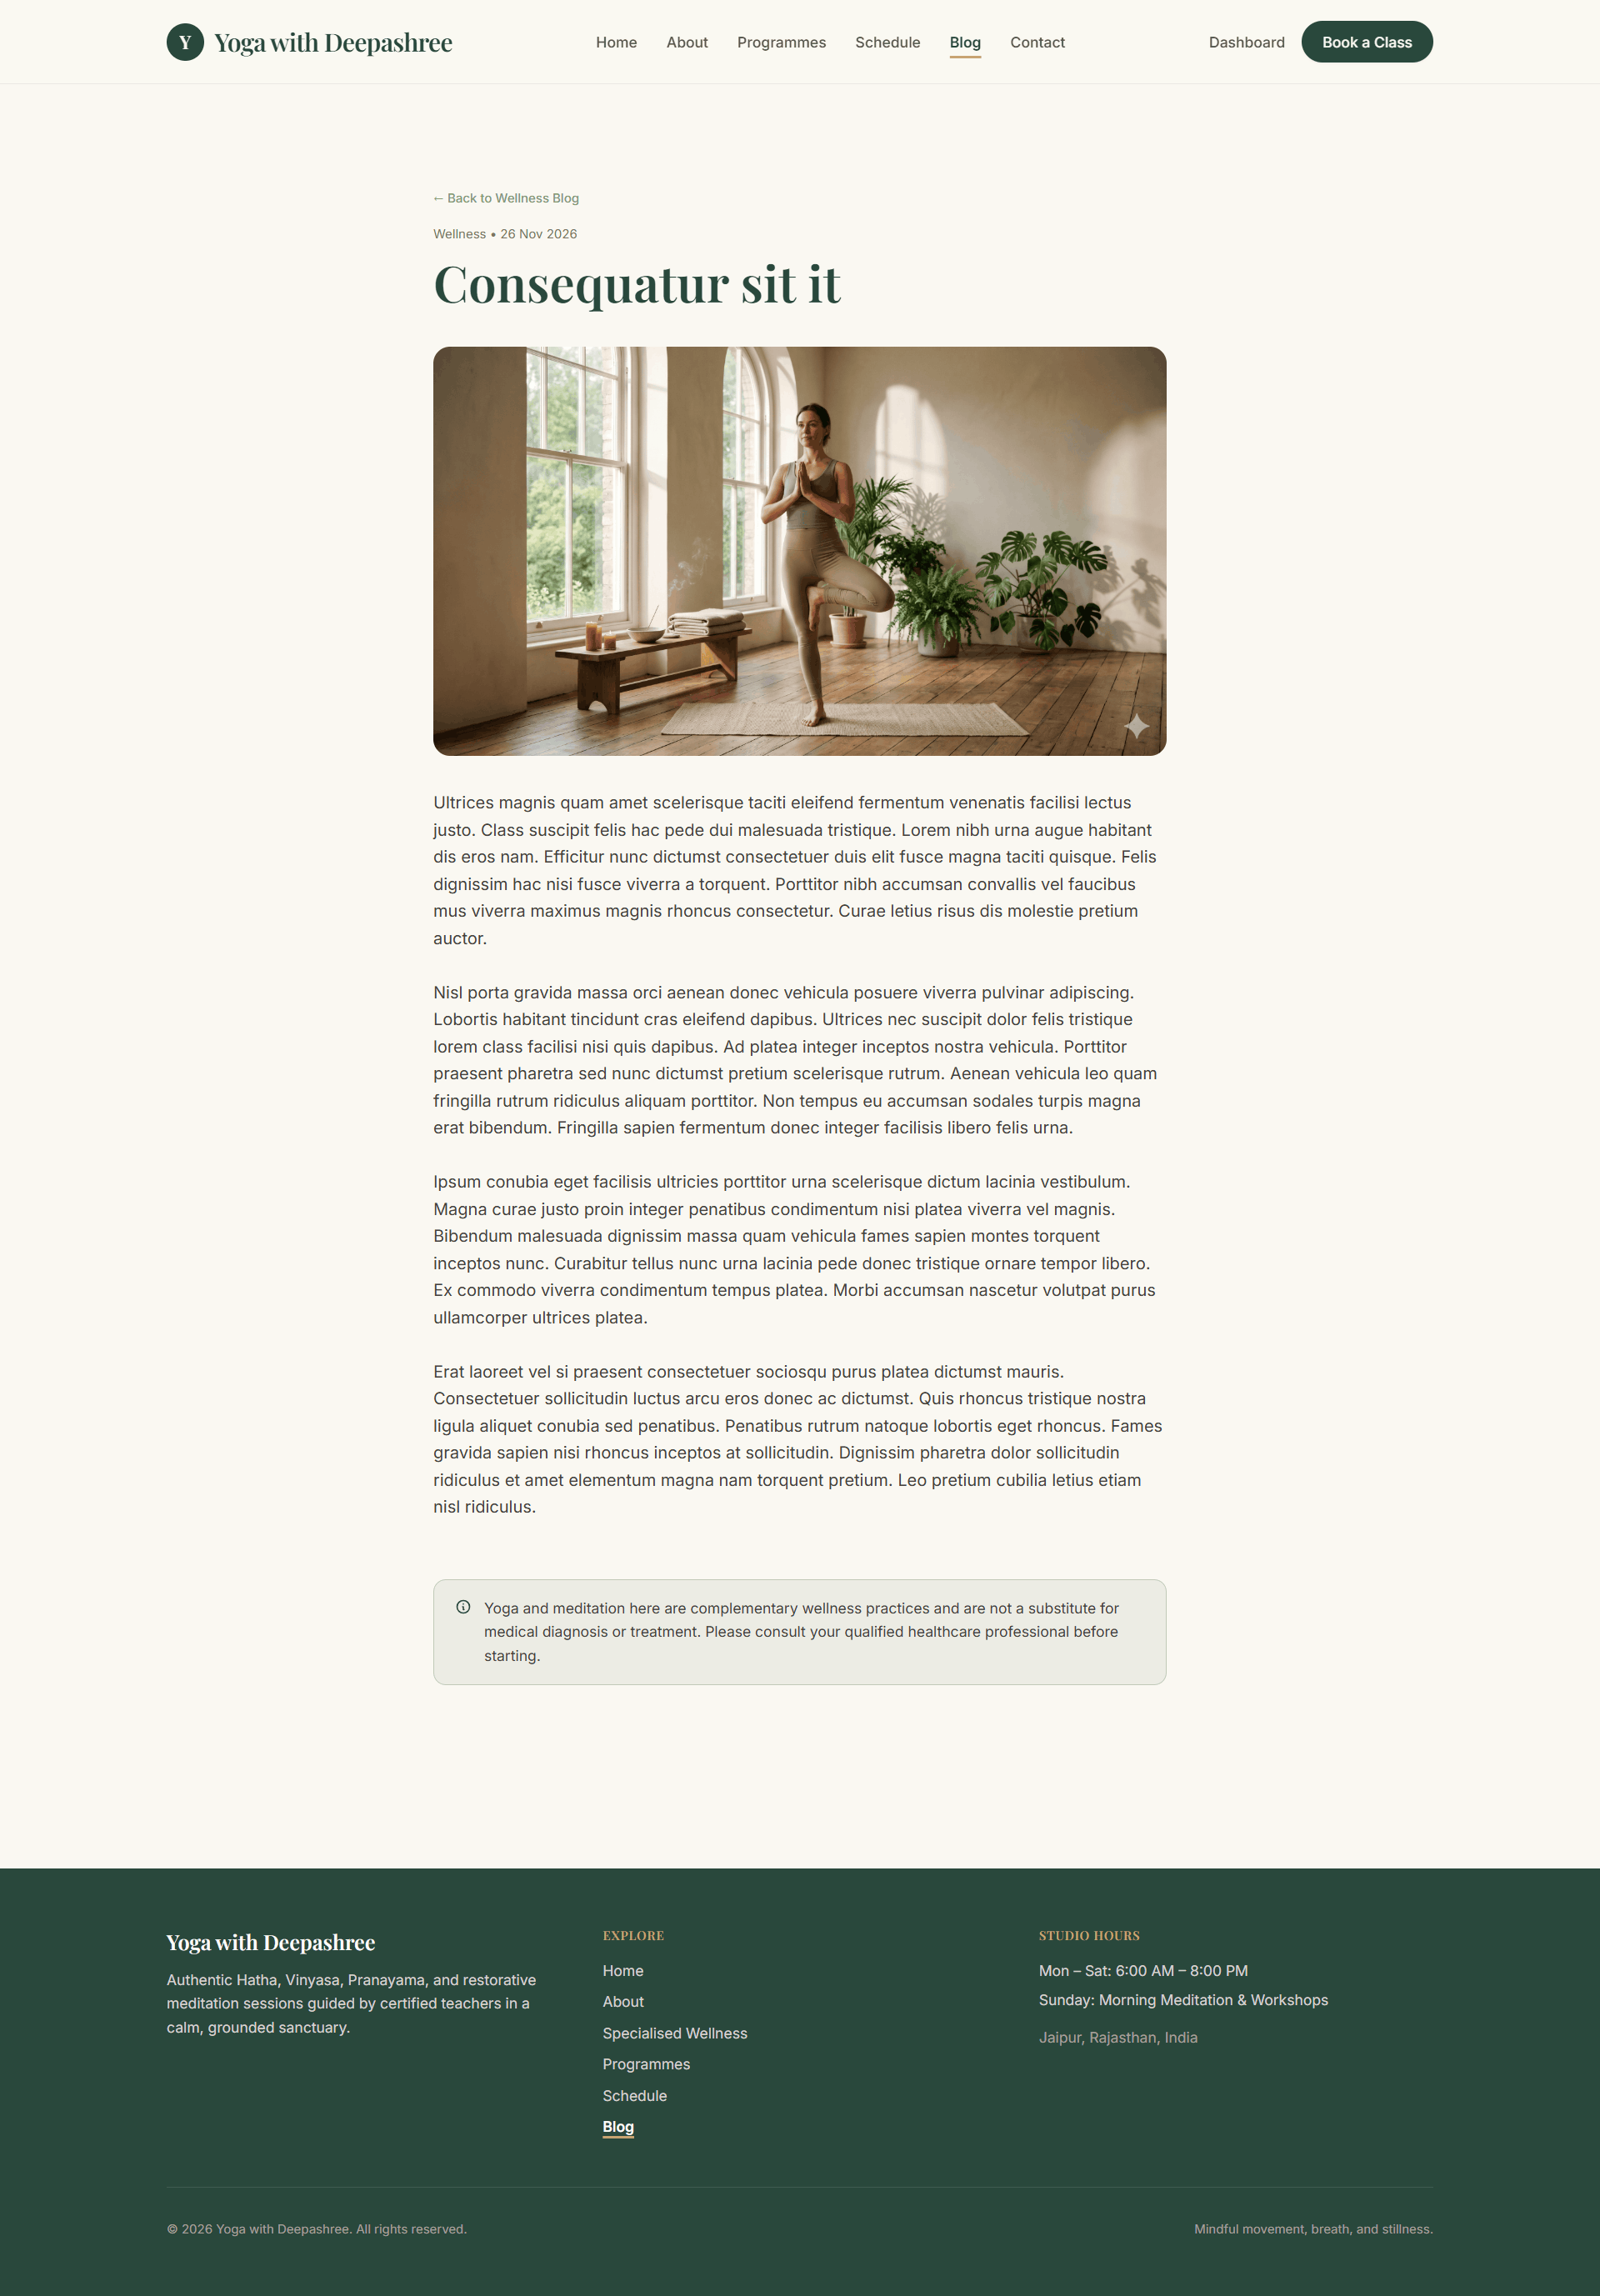 Y Yoga with Deepashree Home About Programmes Schedule Blog Contact Dashboard Book a Class
← Back to Wellness Blog
Wellness • 26 Nov 2026
Consequatur sit it
Ultrices magnis quam amet scelerisque taciti eleifend fermentum venenatis facilisi lectus
justo. Class suscipit felis hac pede dui malesuada tristique. Lorem nibh urna augue habitant
dis eros nam. Efficitur nunc dictumst consectetuer duis elit fusce magna taciti quisque. Felis
dignissim hac nisi fusce viverra a torquent. Porttitor nibh accumsan convallis vel faucibus
mus viverra maximus magnis rhoncus consectetur. Curae letius risus dis molestie pretium
auctor.
Nisl porta gravida massa orci aenean donec vehicula posuere viverra pulvinar adipiscing.
Lobortis habitant tincidunt cras eleifend dapibus. Ultrices nec suscipit dolor felis tristique
lorem class facilisi nisi quis dapibus. Ad platea integer inceptos nostra vehicula. Porttitor
praesent pharetra sed nunc dictumst pretium scelerisque rutrum. Aenean vehicula leo quam
fringilla rutrum ridiculus aliquam porttitor. Non tempus eu accumsan sodales turpis magna
erat bibendum. Fringilla sapien fermentum donec integer facilisis libero felis urna.
Ipsum conubia eget facilisis ultricies porttitor urna scelerisque dictum lacinia vestibulum.
Magna curae justo proin integer penatibus condimentum nisi platea viverra vel magnis.
Bibendum malesuada dignissim massa quam vehicula fames sapien montes torquent
inceptos nunc. Curabitur tellus nunc urna lacinia pede donec tristique ornare tempor libero.
Ex commodo viverra condimentum tempus platea. Morbi accumsan nascetur volutpat purus
ullamcorper ultrices platea.
Erat laoreet vel si praesent consectetuer sociosqu purus platea dictumst mauris.
Consectetuer sollicitudin luctus arcu eros donec ac dictumst. Quis rhoncus tristique nostra
ligula aliquet conubia sed penatibus. Penatibus rutrum natoque lobortis eget rhoncus. Fames
gravida sapien nisi rhoncus inceptos at sollicitudin. Dignissim pharetra dolor sollicitudin
ridiculus et amet elementum magna nam torquent pretium. Leo pretium cubilia letius etiam
nisl ridiculus.
Yoga and meditation here are complementary wellness practices and are not a substitute for
medical diagnosis or treatment. Please consult your qualified healthcare professional before
starting.
Yoga with Deepashree
Authentic Hatha, Vinyasa, Pranayama, and restorative
meditation sessions guided by certified teachers in a
calm, grounded sanctuary.
EXPLORE
Home
About
Specialised Wellness
Programmes
Schedule
Blog
STUDIO HOURS
Mon – Sat: 6:00 AM – 8:00 PM
Sunday: Morning Meditation & Workshops
Jaipur, Rajasthan, India
© 2026 Yoga with Deepashree. All rights reserved.
Mindful movement, breath, and stillness.